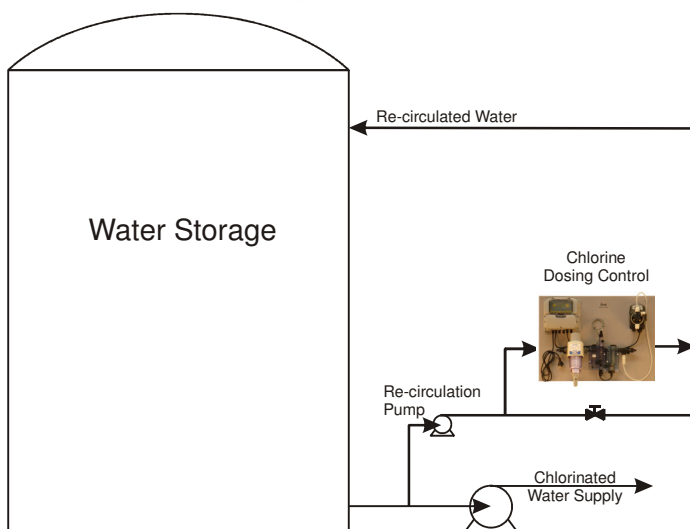 Re-circulated Water
Water Storage
Chlorine
Dosing Control
Re-circulation
Pump
Chlorinated
Water Supply